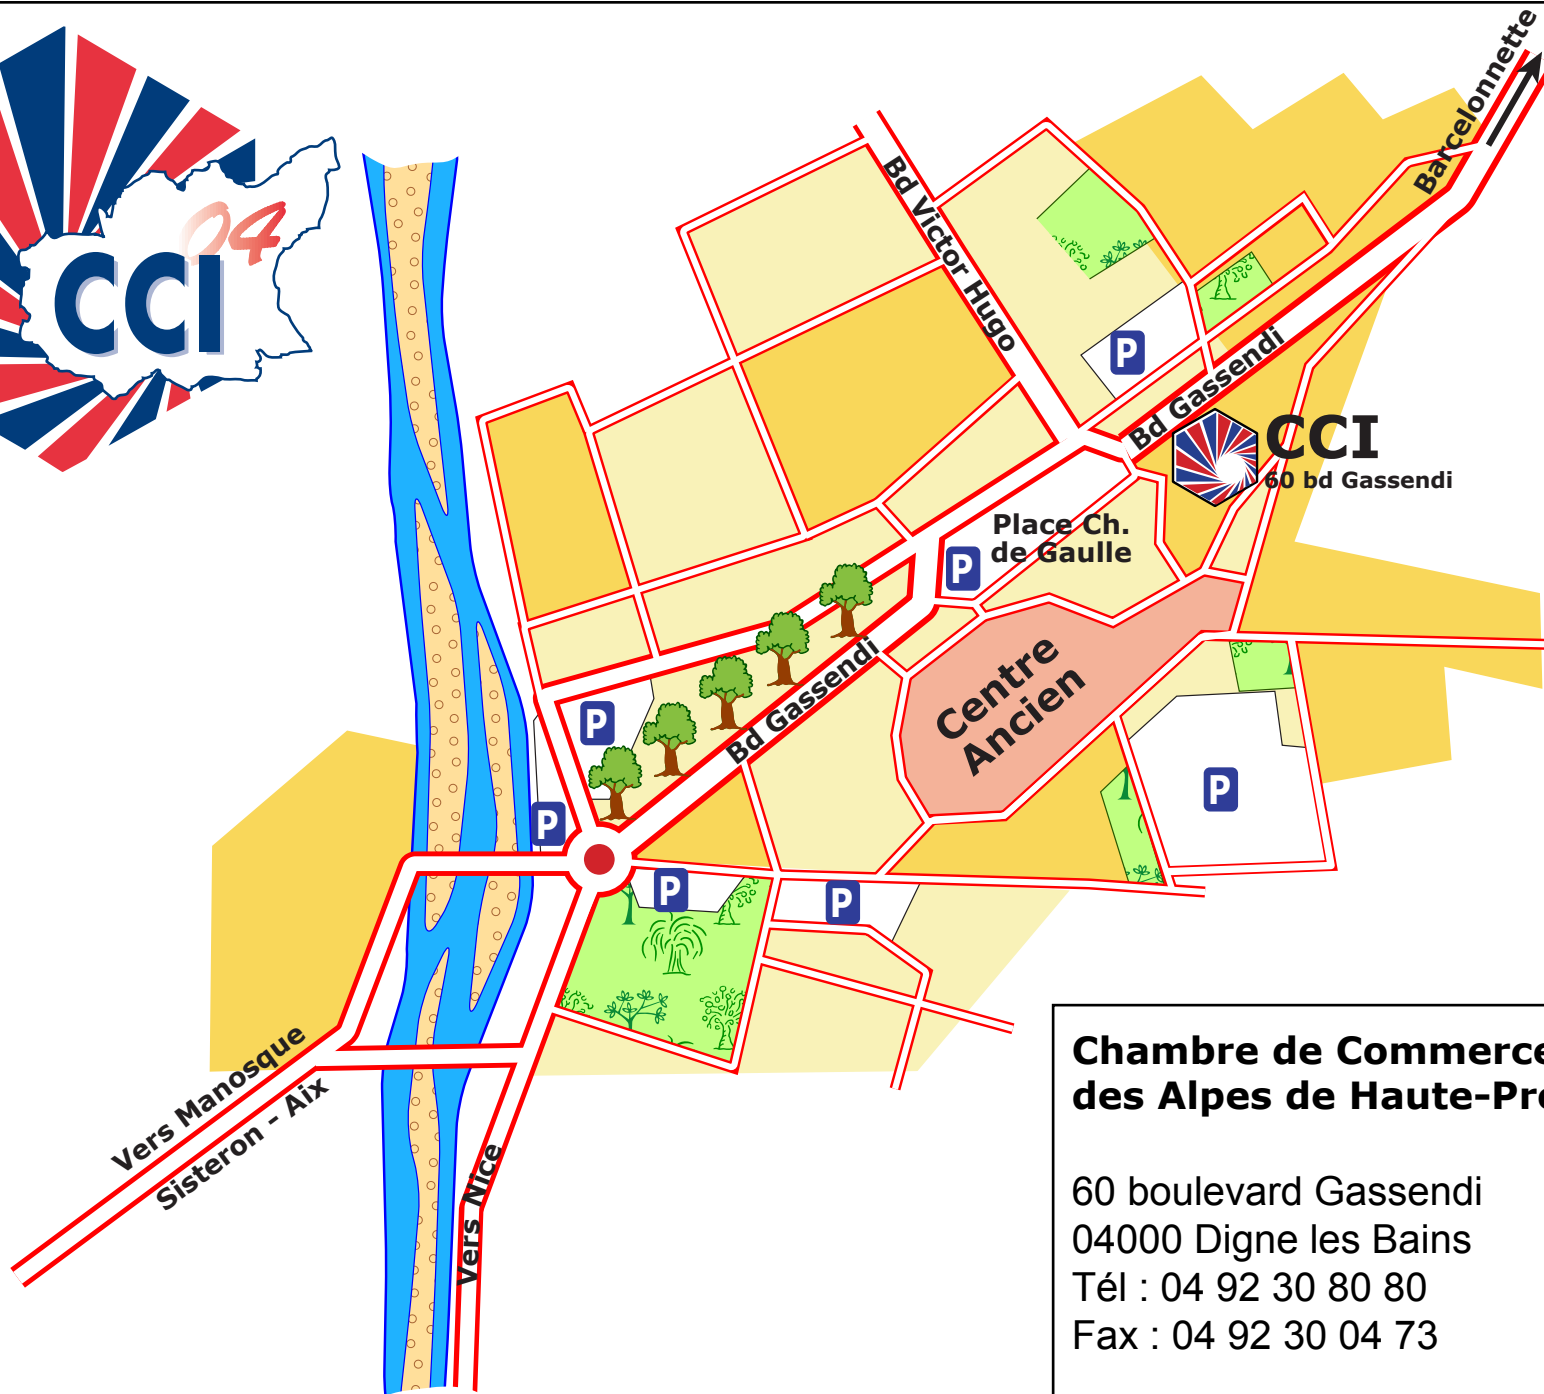 04
CCI
Barcelonnette
Bd Victor Hugo
P
Bd Gassendi
CCI
60 bd Gassendi
Place Ch.
de Gaulle
P
Centre
Ancien
Bd Gassendi
P
P
P
P
P
Vers Manosque
Sisteron - Aix
Vers Nice
Chambre de Commerce
des Alpes de Haute-Pro
60 boulevard Gassendi
04000 Digne les Bains
Tél : 04 92 30 80 80
Fax : 04 92 30 04 73